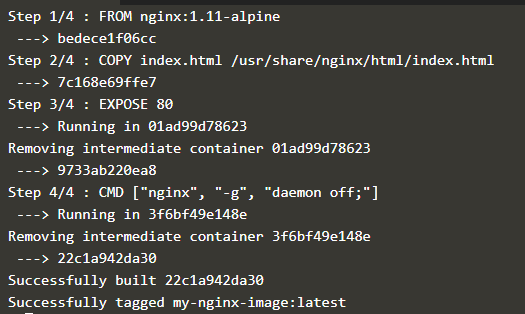 Step 1/4 : FROM nginx:1.11-alpine
 ---> bedece1f06cc
Step 2/4 : COPY index.html /usr/share/nginx/html/index.html
 ---> 7c168e69ffe7
Step 3/4 : EXPOSE 80
 ---> Running in 01ad99d78623
Removing intermediate container 01ad99d78623
 ---> 9733ab220ea8
Step 4/4 : CMD ["nginx", "-g", "daemon off;"]
 ---> Running in 3f6bf49e148e
Removing intermediate container 3f6bf49e148e
 ---> 22c1a942da30
Successfully built 22c1a942da30
Successfully tagged my-nginx-image:latest